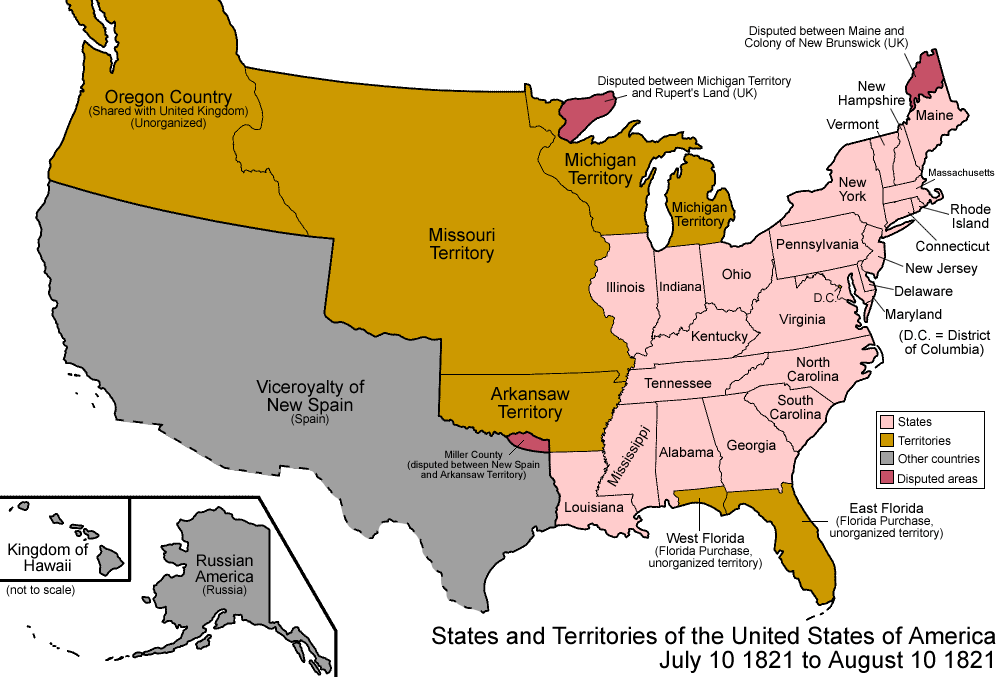 Disputed between Maine and
Colony of New Brunswick (UK)
Disputed between Michigan Territory
and Rupert's Land (UK)
Oregon Country
(Shared with United Kingdom)
(Unorganized)
New
Hampshire
Maine
Vermont
Michigan
Territory
Massachusetts
New
York
Michigan
Territory
Rhode
Island
Missouri
Territory
Connecticut
Pennsylvania
New Jersey
Ohio
Illinois
Indiana
Delaware
D.C.
Maryland
Virginia
(D.C. = District
of Columbia)
Kentucky
North
Carolina
Tennessee
Viceroyalty of
New Spain
(Spain)
Arkansaw
Territory
South
Carolina
States
Territories
Other countries
Disputed areas
Mississippi
Alabama
Georgia
Miller County
(disputed between New Spain
and Arkansaw Territory)
Louisiana
East Florida
(Florida Purchase,
unorganized territory)
West Florida
(Florida Purchase,
unorganized territory)
Kingdom of
Hawaii
(not to scale)
Russian
America
(Russia)
States and Territories of the United States of America
July 10 1821 to August 10 1821